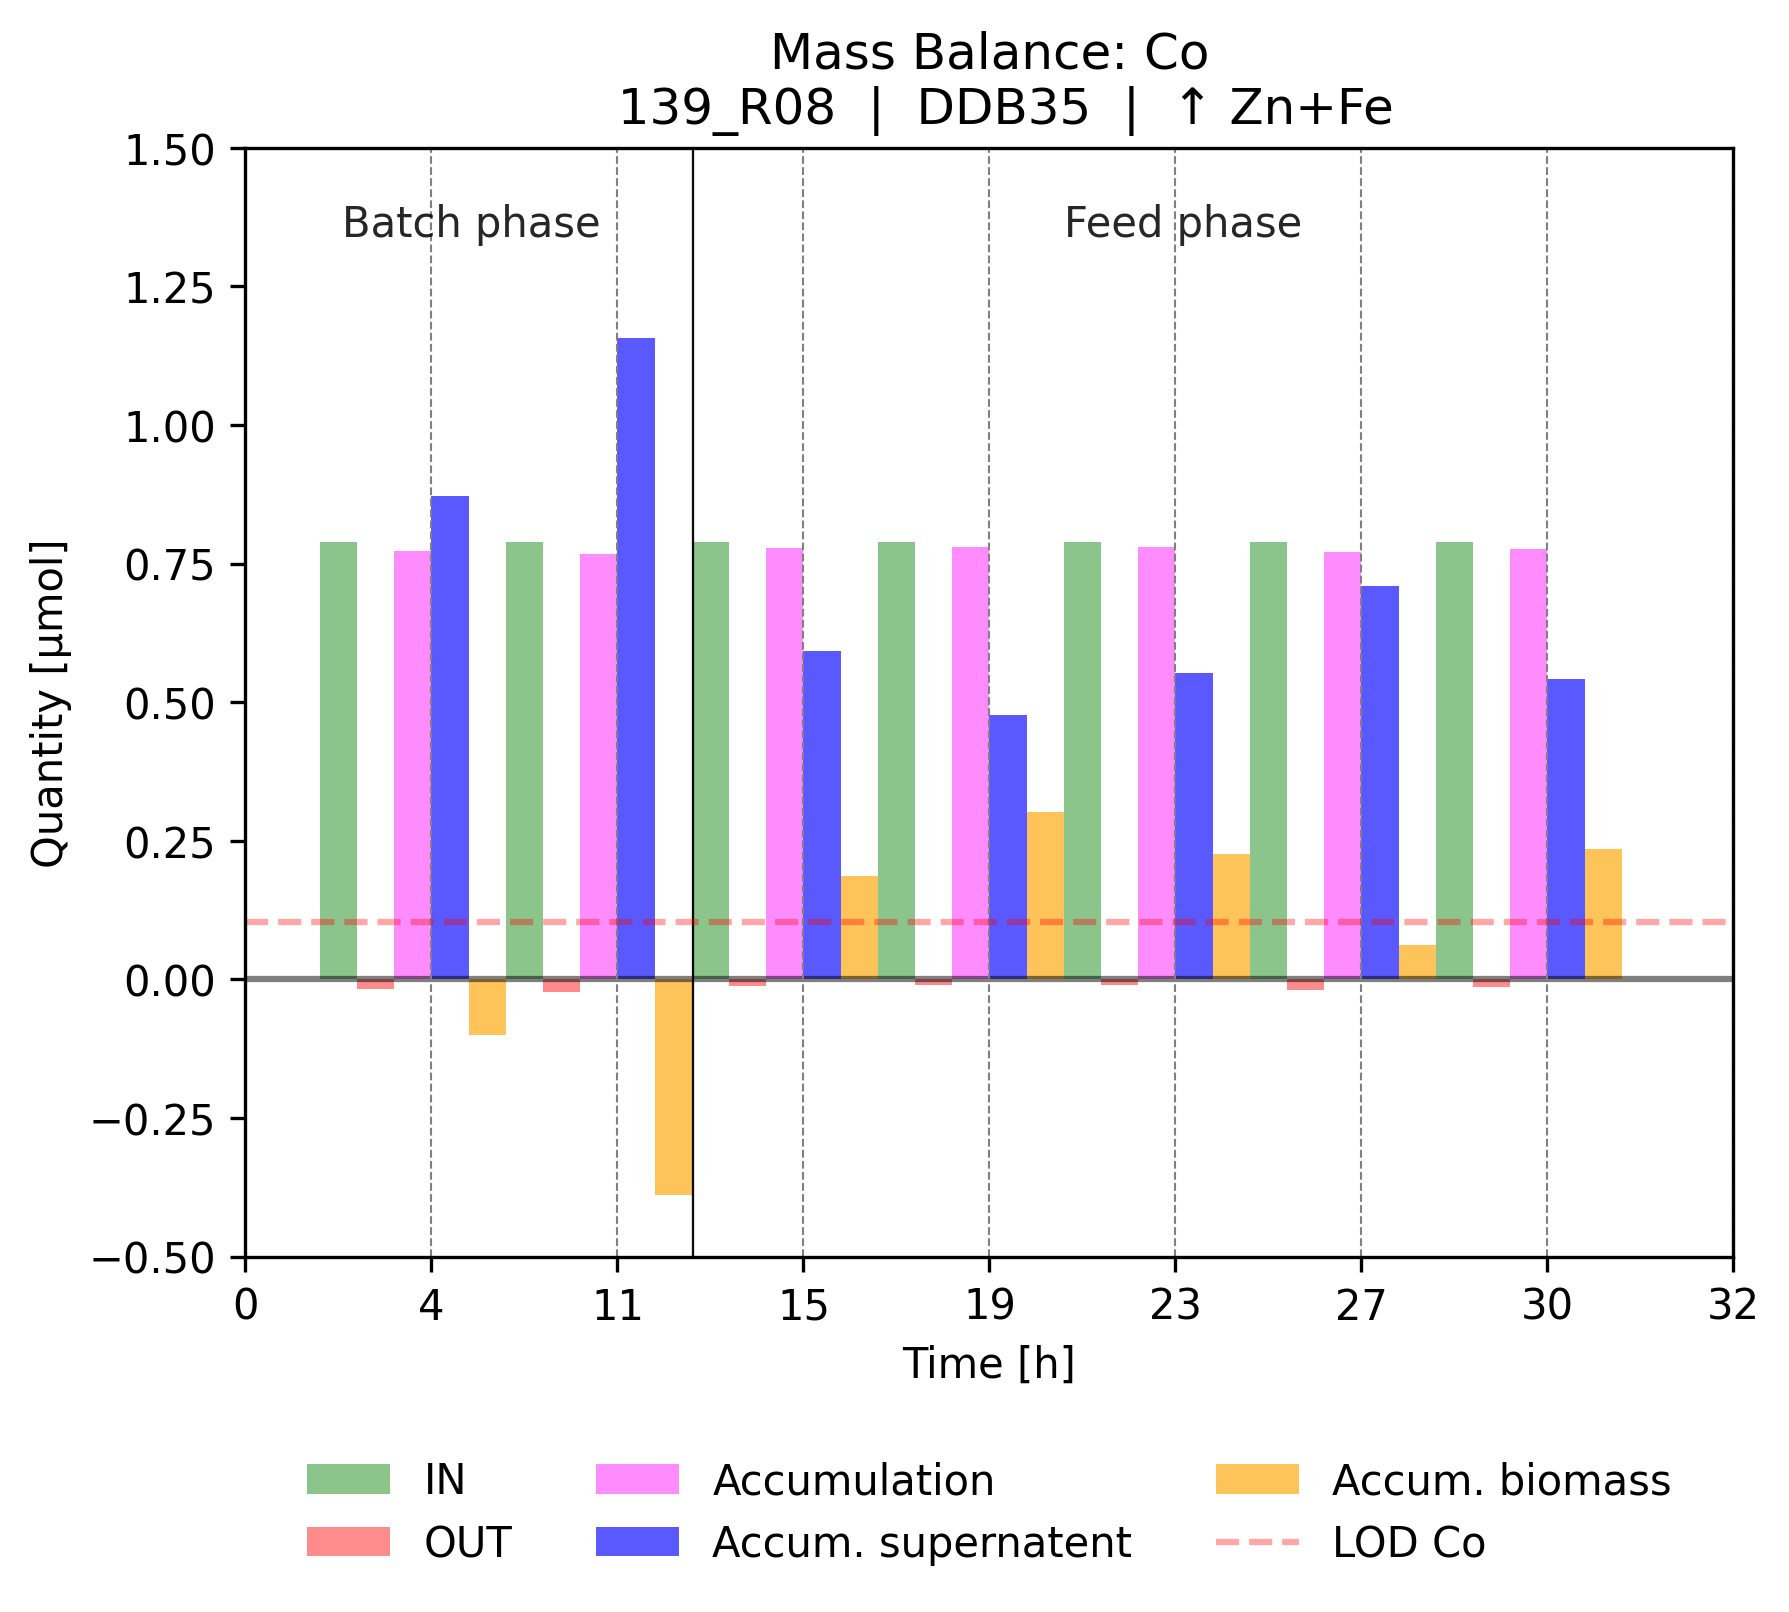 Mass Balance: Co
139_R08 | DDB35 | ↑ Zn+Fe
1.50
Batch phase
Feed phase
1.25
1.00
0.75
0.50
0.25
0.00
−0.25
−0.50
Quantity [µmol]
0 4 11 15 19 23 27 30 32
Time [h]
IN
Accumulation
Accum. biomass
OUT
Accum. supernatent
LOD Co